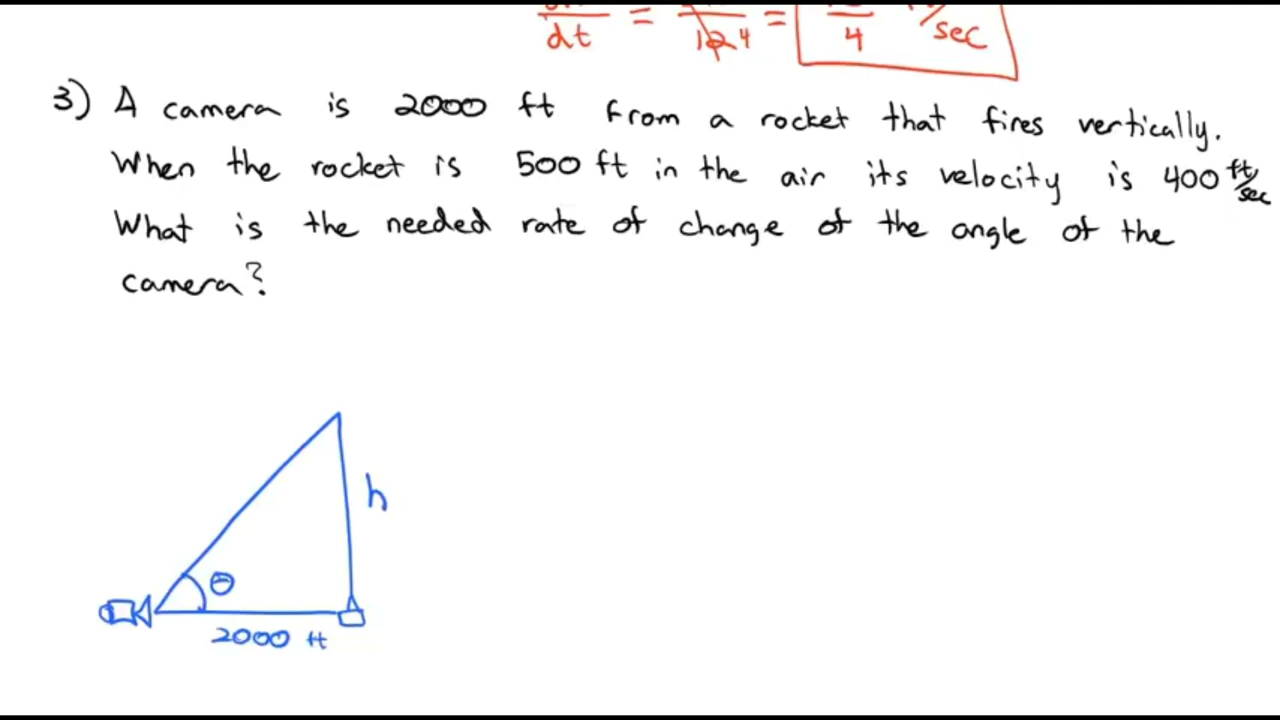 dt = 124 = 4 sec
3) A camera is 2000 ft from a rocket that fires vertically.
When the rocket is 500 ft in the air its velocity is 400 ft/sec
What is the needed rate of change of the angle of the
camera?
h
θ
2000 ft